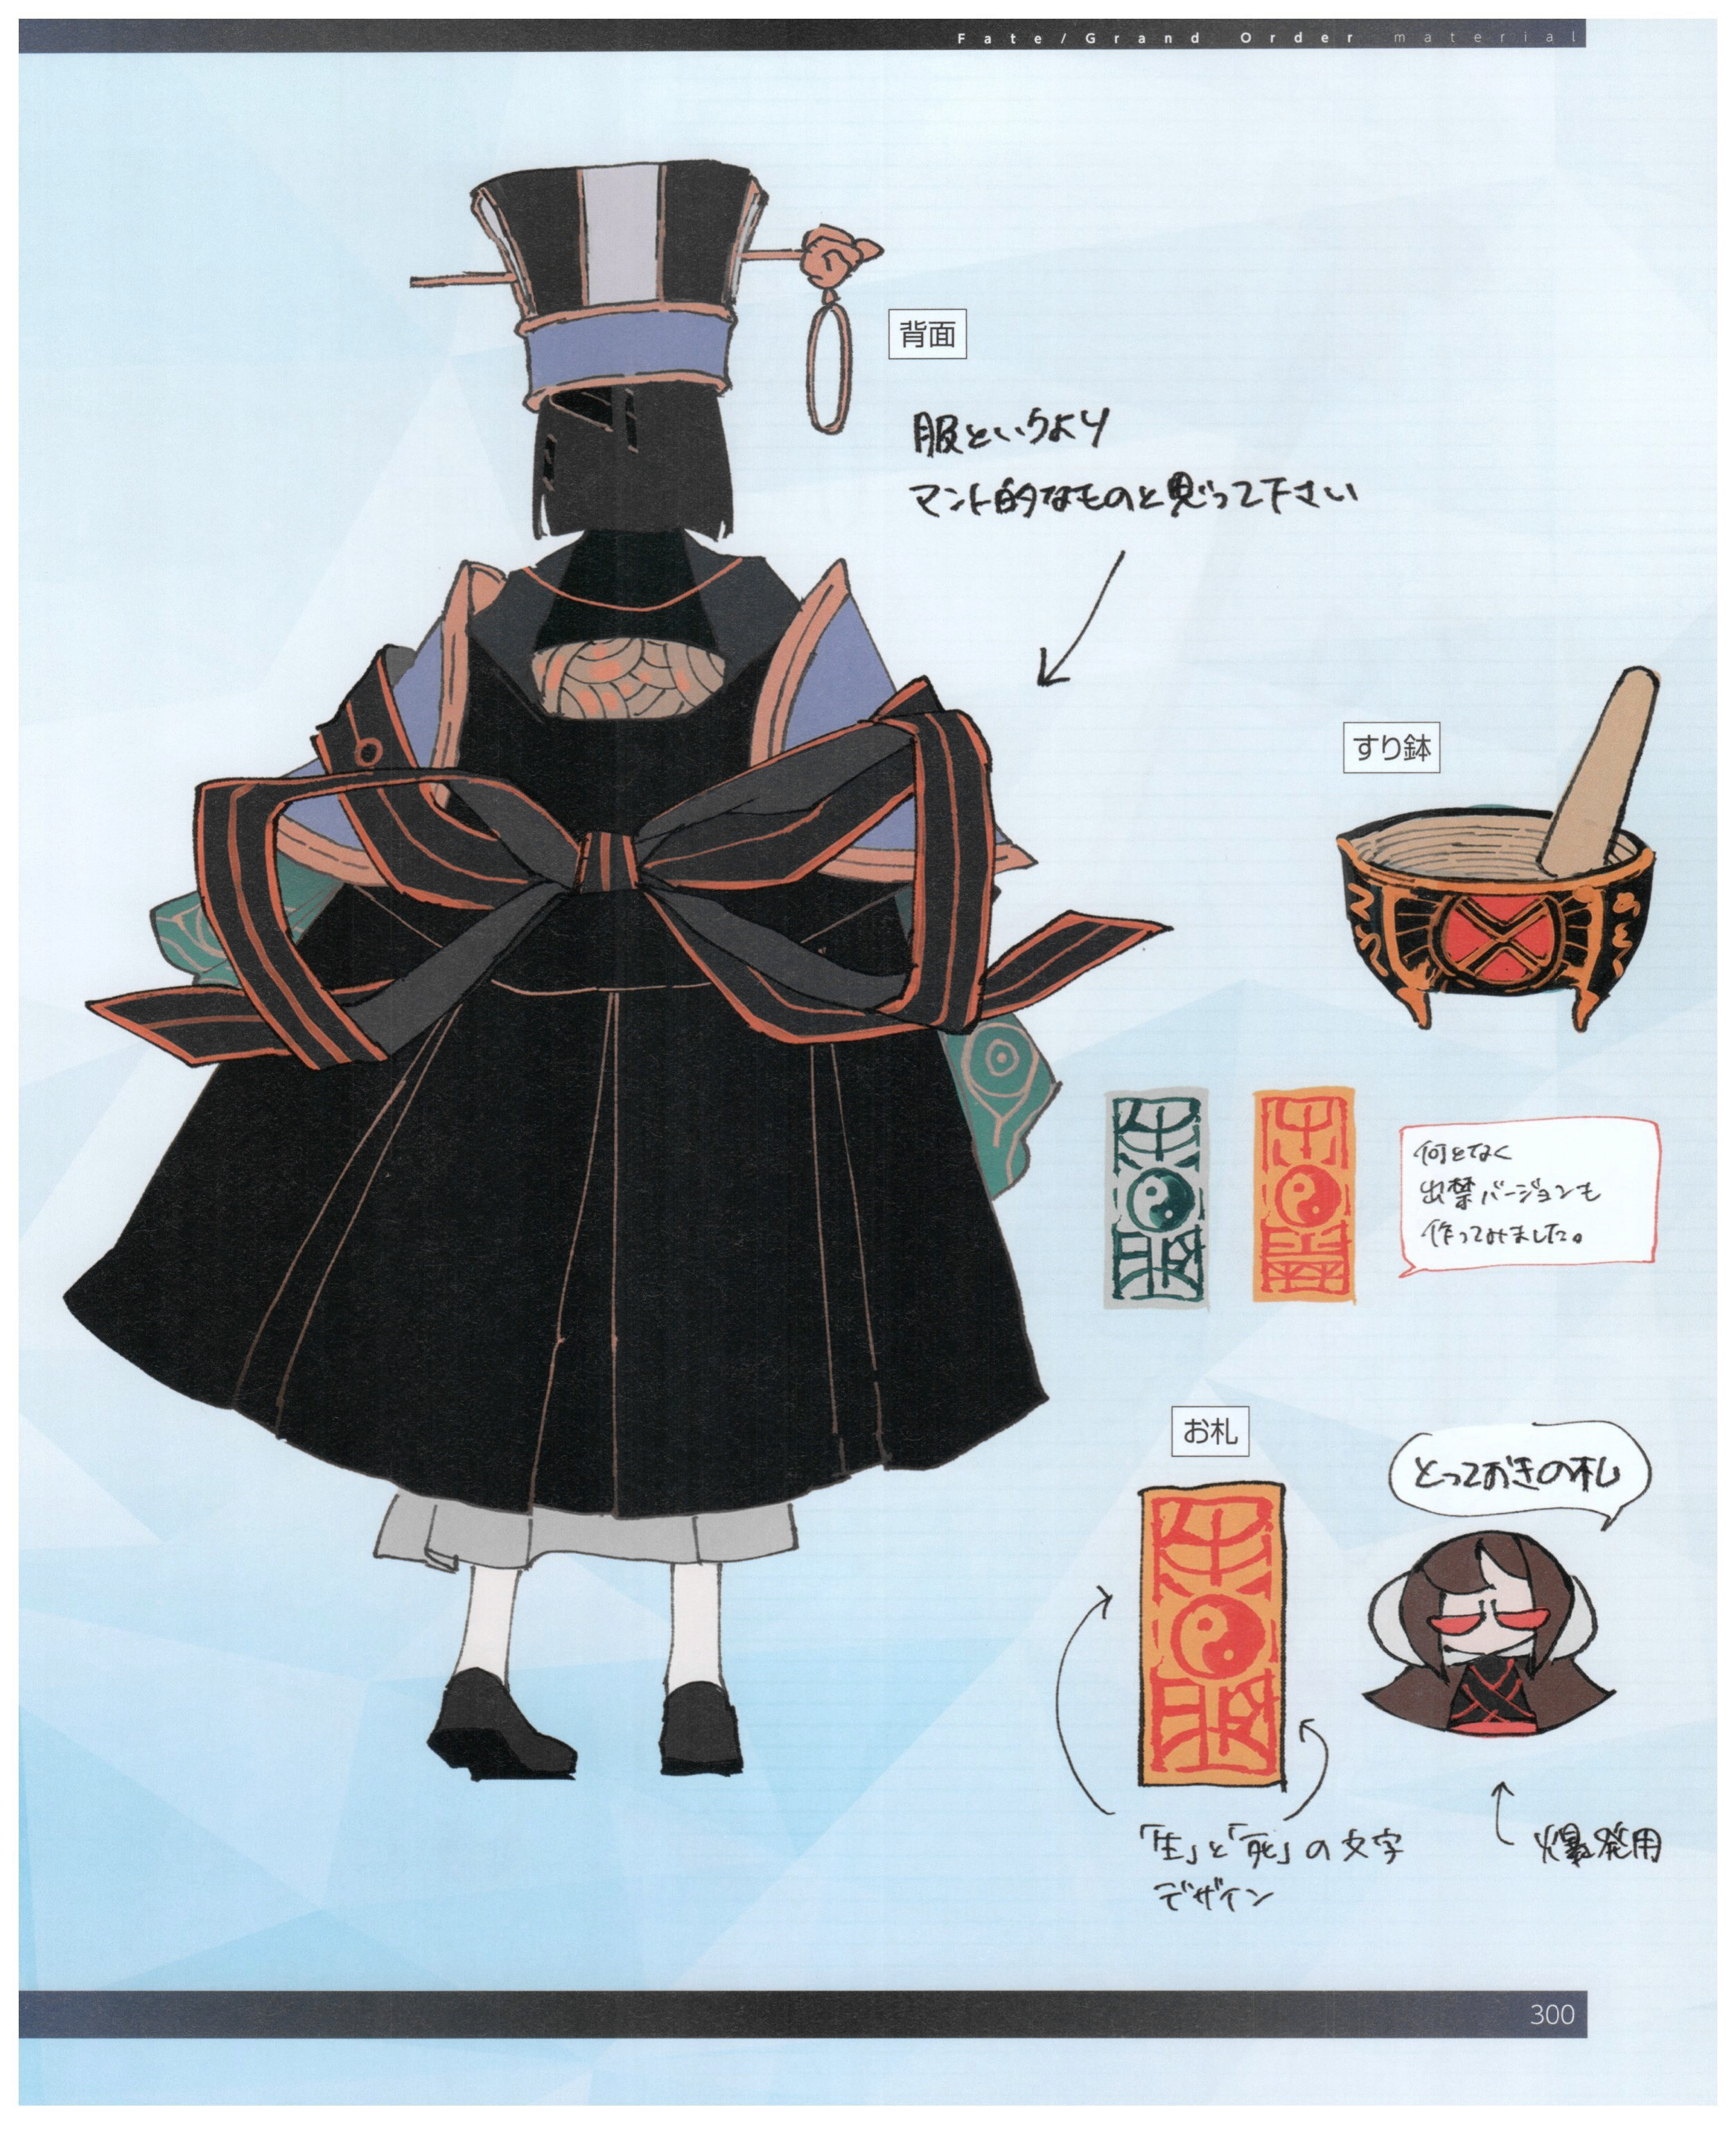 Fate/Grand Order material
背面
服というより
マント的なものと思って下さい
すり鉢
何となく
出禁バージョンも
作ってみました。
お札
とっておきの札
「生」と「死」の文字
デザイン
爆発用
300